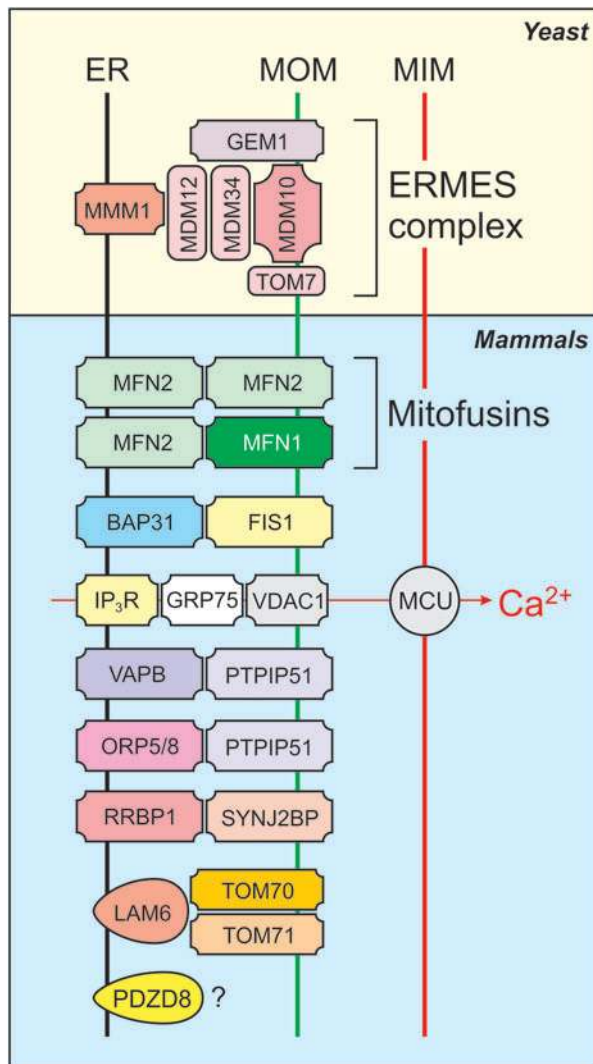 Yeast
ER MOM MIM
GEM1
MMM1 MDM12 MDM34 MDM10
TOM7
ERMES
complex
Mammals
MFN2 MFN2
MFN2 MFN1
Mitofusins
BAP31 FIS1
IP₃R GRP75 VDAC1 MCU Ca²⁺
VAPB PTPIP51
ORP5/8 PTPIP51
RRBP1 SYNJ2BP
LAM6 TOM70
TOM71
PDZD8 ?